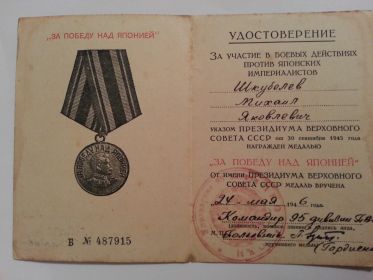 „ЗА ПОБЕДУ НАД ЯПОНИЕЙ"
В № 487915
УДОСТОВЕРЕНИЕ
ЗА УЧАСТИЕ В БОЕВЫХ ДЕЙСТВИЯХ
ПРОТИВ ЯПОНСКИХ
ИМПЕРИАЛИСТОВ
Михаил
Яковлевич
УКАЗОМ ПРЕЗИДИУМА ВЕРХОВНОГО
СОВЕТА СССР от 30 сентября 1945 года
НАГРАЖДЕН МЕДАЛЬЮ
„ЗА ПОБЕДУ НАД ЯПОНИЕЙ"
ОТ ИМЕНИ ПРЕЗИДИУМА ВЕРХОВНОГО
СОВЕТА СССР МЕДАЛЬ ВРУЧЕНА
24 мая 1946 года
Командир 95 дивизии
М.П. Полковник